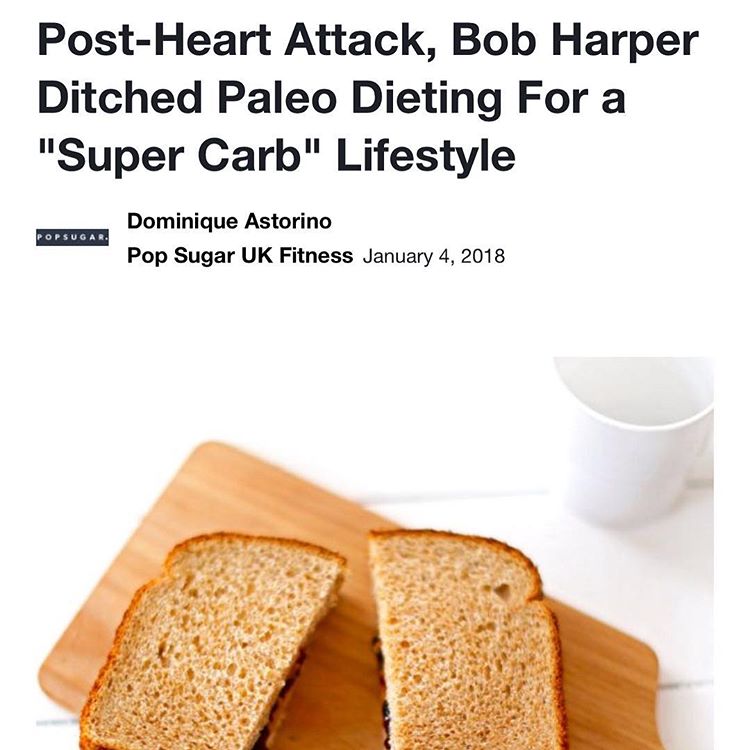 Post-Heart Attack, Bob Harper
Ditched Paleo Dieting For a
"Super Carb" Lifestyle
Dominique Astorino
POPSUGAR.
Pop Sugar UK Fitness January 4, 2018